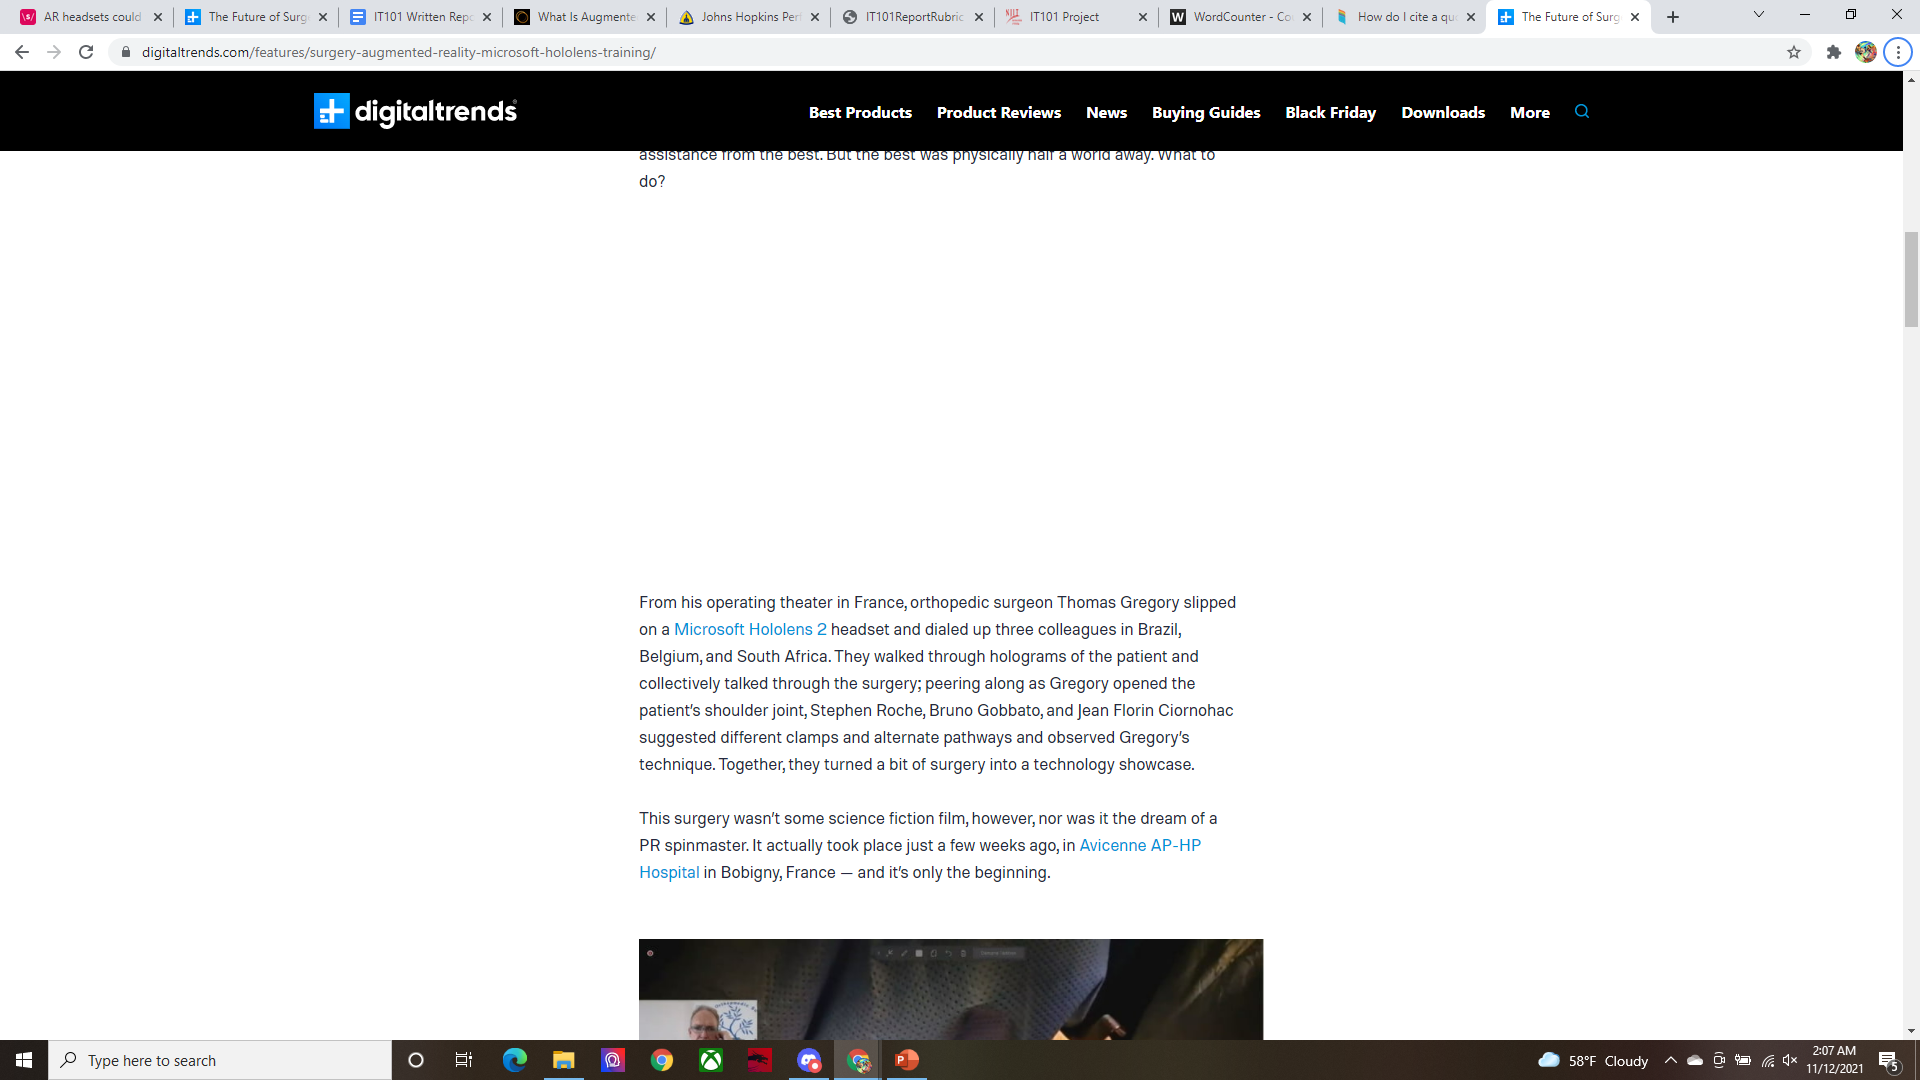 AR headsets could
The Future of Surg
IT101 Written Repo
What Is Augmente
Johns Hopkins Perf
IT101ReportRubric
IT101 Project
WordCounter - Co
How do I cite a qu
The Future of Surg
digitaltrends.com/features/surgery-augmented-reality-microsoft-hololens-training/
digitaltrends
Best Products Product Reviews News Buying Guides Black Friday Downloads More
assistance from the best. But the best was physically half a world away. What to
do?
From his operating theater in France, orthopedic surgeon Thomas Gregory slipped
on a Microsoft Hololens 2 headset and dialed up three colleagues in Brazil,
Belgium, and South Africa. They walked through holograms of the patient and
collectively talked through the surgery; peering along as Gregory opened the
patient's shoulder joint, Stephen Roche, Bruno Gobbato, and Jean Florin Ciornohac
suggested different clamps and alternate pathways and observed Gregory's
technique. Together, they turned a bit of surgery into a technology showcase.
This surgery wasn't some science fiction film, however, nor was it the dream of a
PR spinmaster. It actually took place just a few weeks ago, in Avicenne AP-HP
Hospital in Bobigny, France — and it's only the beginning.
Type here to search
58°F Cloudy
2:07 AM
11/12/2021
5